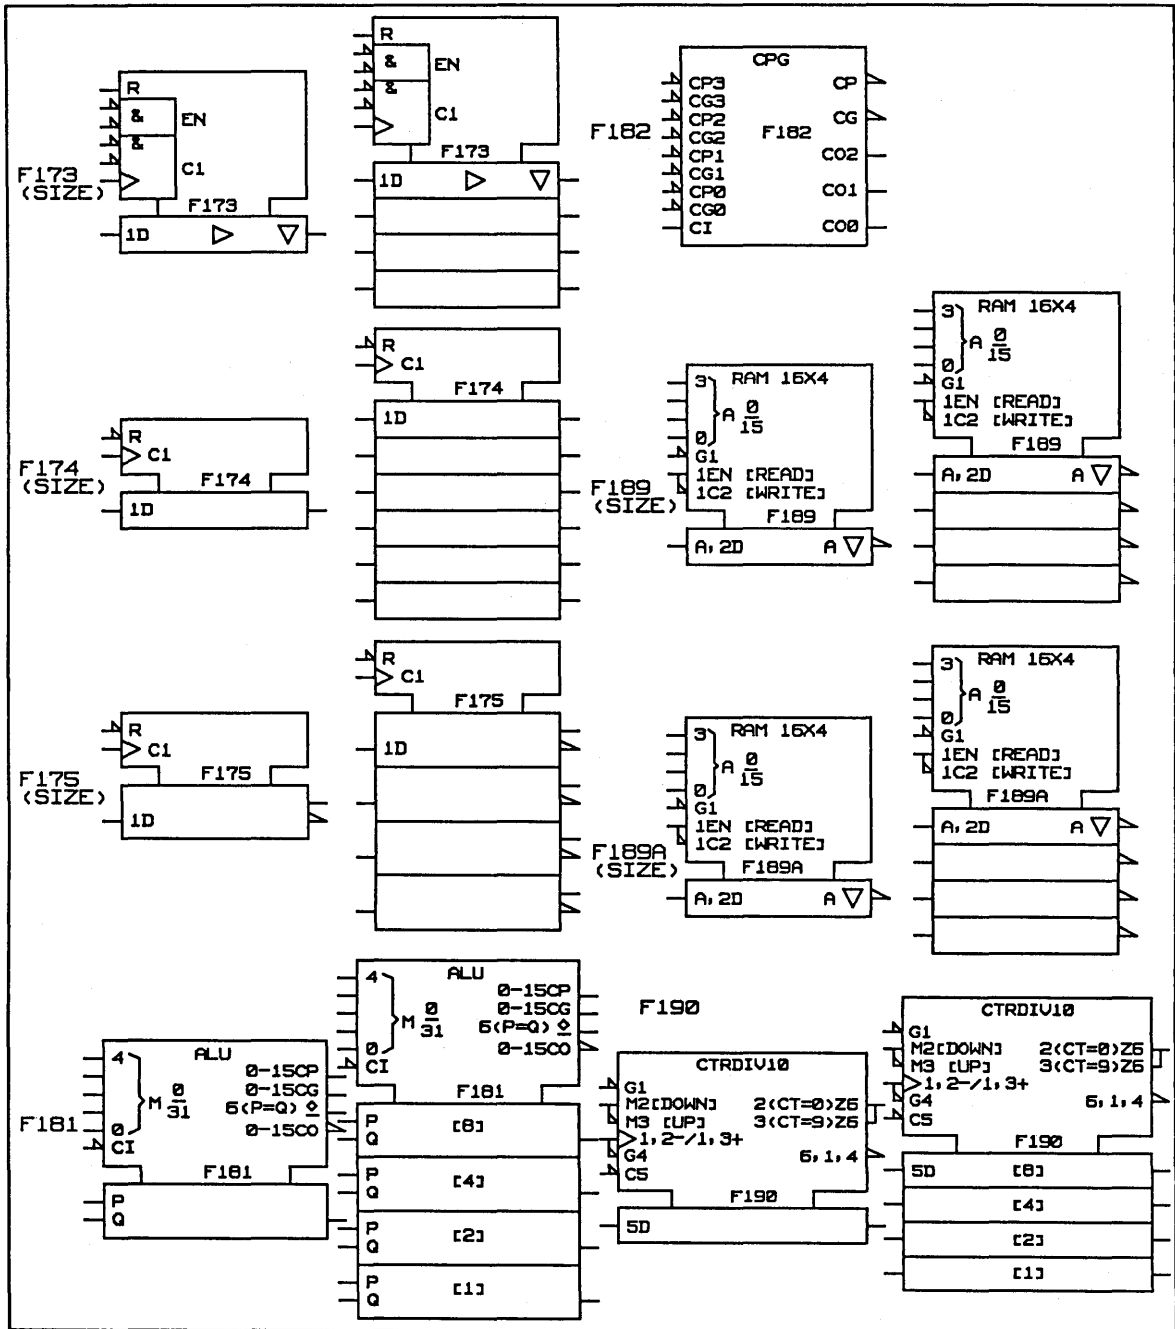 R
&
EN
&
C1
F173
(SIZE)
F173
1D
R
&
EN
&
C1
F173
1D
CPG
CP3
CG3
CP2
CG2
CP1
CG1
CP0
CG0
CI
F182
F182
CP
CG
CO2
CO1
CO0
F174
(SIZE)
R
C1
F174
1D
R
C1
F174
1D
F189
(SIZE)
RAM 16X4
3
0
A 0
15
G1
1EN [READ]
1C2 [WRITE]
F189
A,2D A
RAM 16X4
3
0
A 0
15
G1
1EN [READ]
1C2 [WRITE]
F189
A,2D A
F175
(SIZE)
R
C1
F175
1D
R
C1
F175
1D
F189A
(SIZE)
RAM 16X4
3
0
A 0
15
G1
1EN [READ]
1C2 [WRITE]
F189A
A,2D A
RAM 16X4
3
0
A 0
15
G1
1EN [READ]
1C2 [WRITE]
F189A
A,2D A
F181
ALU
4
0
M 0
31
CI
0-15CP
0-15CG
6(P=Q)
0-15CO
F181
P
Q
ALU
4
0
M 0
31
CI
0-15CP
0-15CG
6(P=Q)
0-15CO
F181
P
Q
[8]
P
Q
[4]
P
Q
[2]
P
Q
[1]
F190
CTRDIV10
G1
M2[DOWN] 2(CT=0)Z6
M3 [UP] 3(CT=9)Z6
1,2-/1,3+
G4 6,1,4
C5
F190
5D
CTRDIV10
G1
M2[DOWN] 2(CT=0)Z6
M3 [UP] 3(CT=9)Z6
1,2-/1,3+
G4 6,1,4
C5
F190
5D [8]
[4]
[2]
[1]